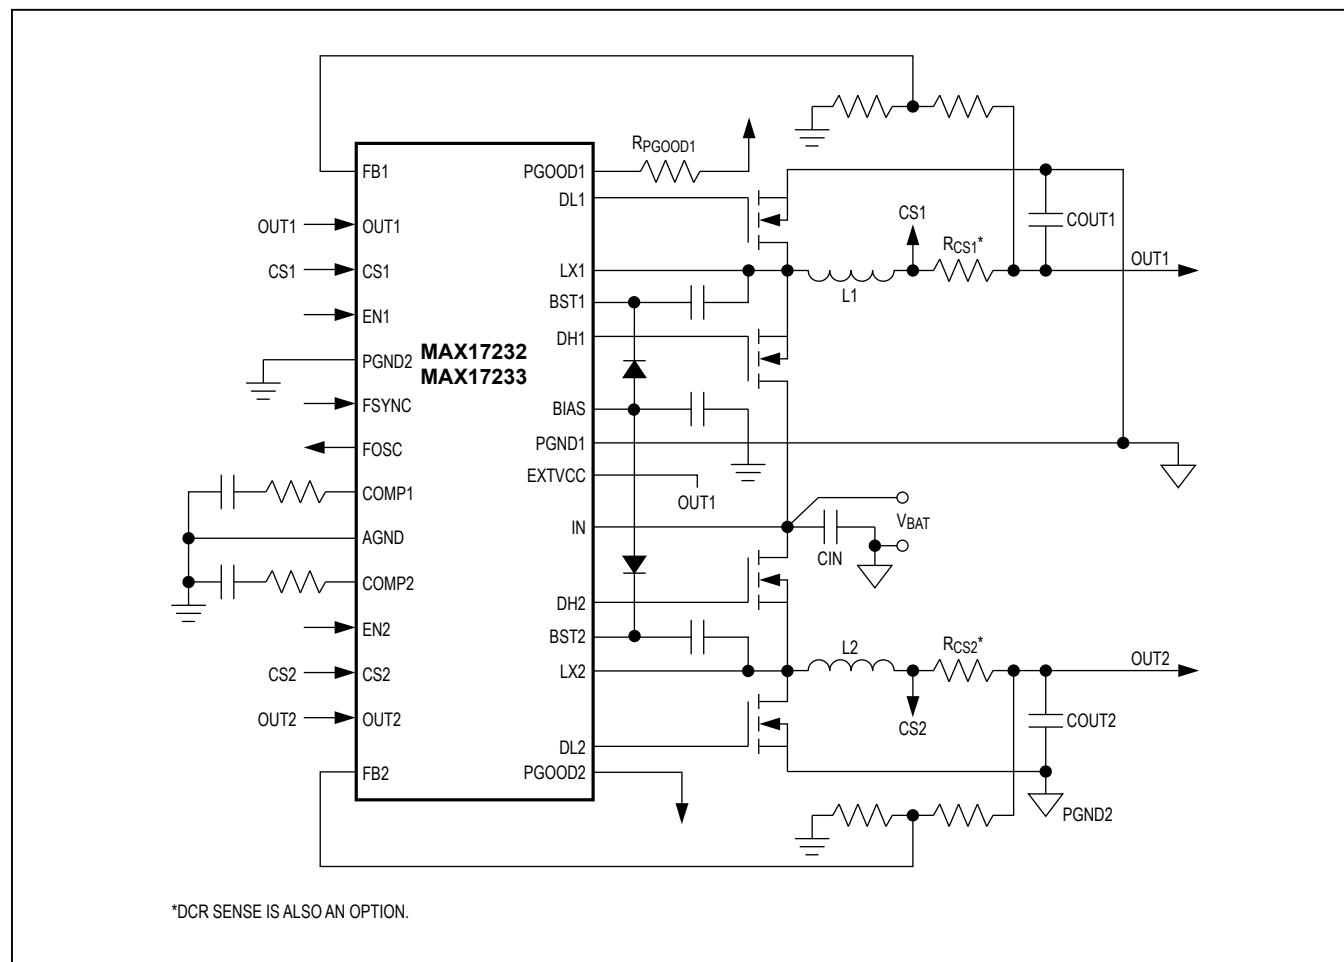 RPGOOD1
FB1
PGOOD1
DL1
OUT1
OUT1
CS1
COUT1
RCS1*
CS1
CS1
LX1
OUT1
L1
BST1
EN1
DH1
MAX17232
MAX17233
PGND2
FSYNC
BIAS
PGND1
FOSC
EXTVCC
OUT1
COMP1
IN
VBAT
AGND
CIN
COMP2
DH2
EN2
BST2
L2
RCS2*
OUT2
CS2
CS2
LX2
OUT2
OUT2
CS2
COUT2
DL2
FB2
PGOOD2
PGND2
*DCR SENSE IS ALSO AN OPTION.